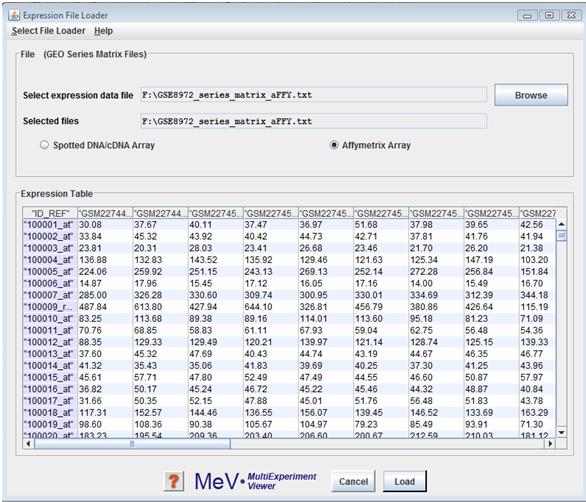 Expression File Loader
Select File Loader Help
File (GEO Series Matrix Files)
Select expression data file F:\GSE8972_series_matrix_aFFY.txt Browse
Selected files F:\GSE8972_series_matrix_aFFY.txt
Spotted DNA/cDNA Array Affymetrix Array
Expression Table
"ID_REF" "GSM22744... "GSM22744... "GSM22745... "GSM22745... "GSM22745... "GSM22745... "GSM22745... "GSM22745... "GSM227
"100001_at" 30.08 37.67 40.11 37.47 36.97 51.68 37.98 39.65 42.56
"100002_at" 33.84 45.32 43.92 40.42 44.73 42.71 37.81 41.76 41.94
"100003_at" 23.81 20.31 28.03 23.41 26.68 23.46 21.70 26.20 21.38
"100004_at" 136.88 132.83 143.52 135.92 129.46 121.63 125.34 147.19 103.20
"100005_at" 224.06 259.92 251.15 243.13 269.13 252.14 272.28 256.84 151.84
"100006_at" 14.87 17.96 15.45 17.12 16.05 17.16 14.00 15.49 16.70
"100007_at" 285.00 326.28 330.60 309.74 300.95 330.01 334.69 312.39 344.18
"100009_r... 487.84 613.80 427.94 644.10 326.81 456.79 380.86 426.64 115.19
"100010_at" 83.25 113.68 89.38 89.16 114.01 113.60 95.18 81.23 71.09
"100011_at" 70.76 68.85 58.83 61.11 67.93 59.04 62.75 56.48 54.36
"100012_at" 88.35 129.33 129.49 120.21 139.97 121.14 128.74 125.15 139.33
"100013_at" 37.60 45.32 47.69 40.43 44.74 43.19 44.67 46.35 46.77
"100014_at" 41.32 35.43 35.06 41.83 39.69 40.25 37.30 41.25 43.96
"100015_at" 45.61 57.71 47.80 52.49 47.49 44.55 46.60 50.87 57.97
"100016_at" 36.82 50.17 45.24 46.72 45.22 45.46 44.32 48.87 40.84
"100017_at" 31.66 50.35 52.15 47.88 45.01 51.76 56.48 51.83 43.78
"100018_at" 117.31 152.57 144.46 136.55 156.07 139.45 146.52 133.69 163.29
"100019_at" 98.60 108.36 90.38 105.67 104.97 79.23 85.49 93.91 71.30
"100020_at" 183.23 195.54 209.36 203.40 206.60 200.67 212.59 210.03 181.12
? MeV MultiExperiment Viewer Cancel Load